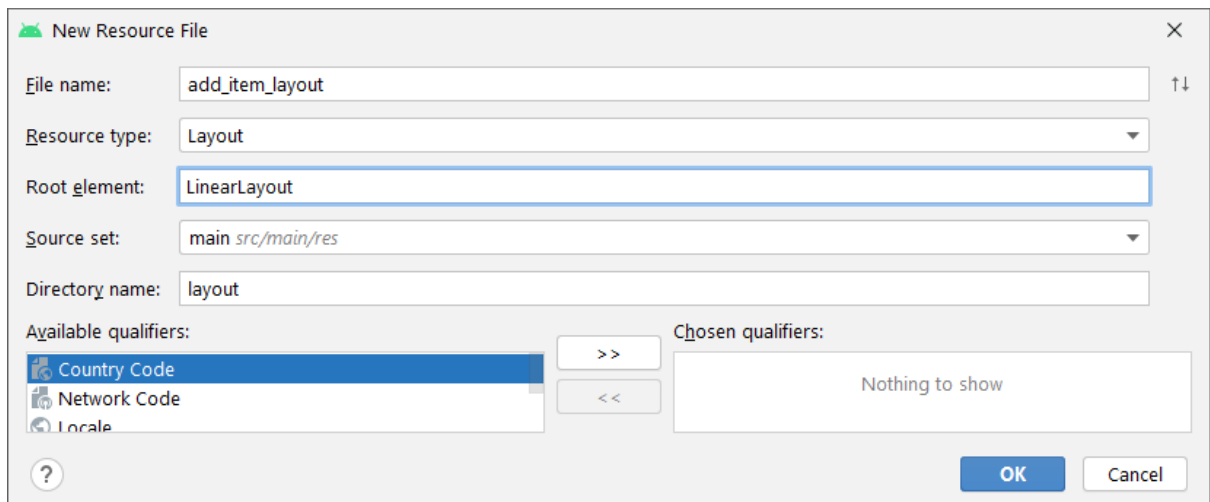 New Resource File
File name: add_item_layout
Resource type: Layout
Root element: LinearLayout
Source set: main src/main/res
Directory name: layout
Available qualifiers: Chosen qualifiers:
>>
Country Code
Nothing to show
Network Code
<<
Locale
? OK Cancel